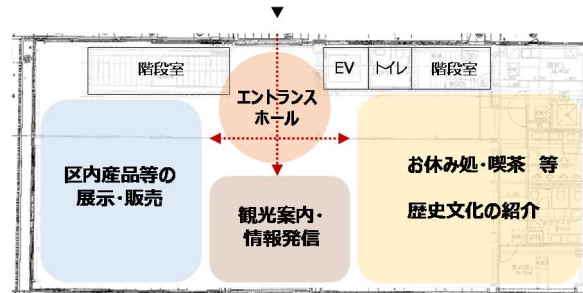 階段室
EV
トイレ
階段室
エントランス
ホール
区内産品等の
展示・販売
観光案内・
情報発信
お休み処・喫茶 等
歴史文化の紹介